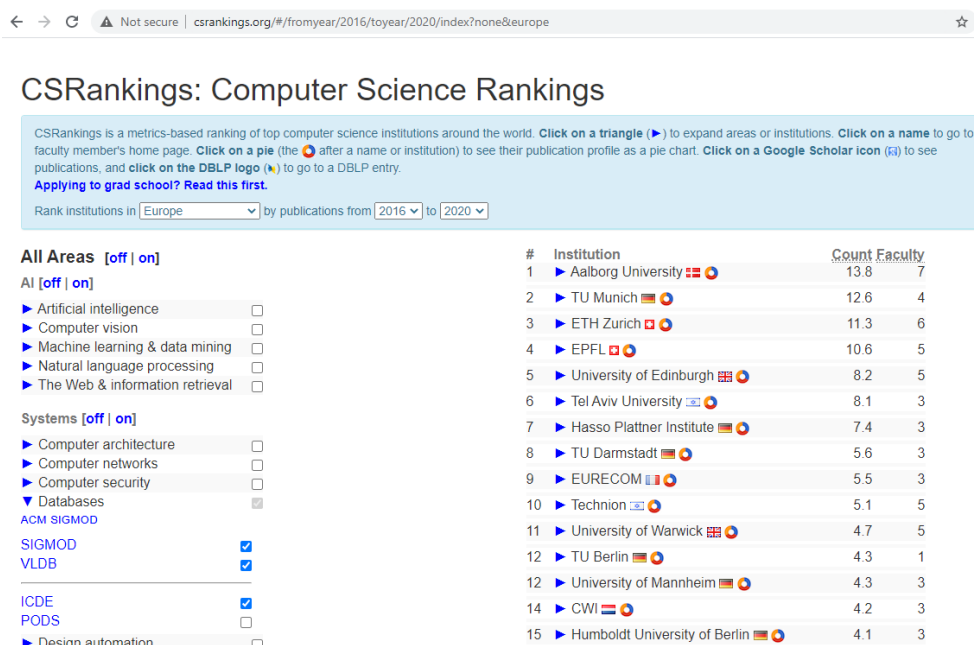 Not secure | csrankings.org/#/fromyear/2016/toyear/2020/index?none&europe
CSRankings: Computer Science Rankings
CSRankings is a metrics-based ranking of top computer science institutions around the world. Click on a triangle (►) to expand areas or institutions. Click on a name to go to
faculty member's home page. Click on a pie (the after a name or institution) to see their publication profile as a pie chart. Click on a Google Scholar icon () to see
publications, and click on the DBLP logo () to go to a DBLP entry.
Applying to grad school? Read this first.
Rank institutions in Europe by publications from 2016 to 2020
All Areas [off | on]
AI [off | on]
► Artificial intelligence
► Computer vision
► Machine learning & data mining
► Natural language processing
► The Web & information retrieval
Systems [off | on]
► Computer architecture
► Computer networks
► Computer security
▼ Databases
ACM SIGMOD
SIGMOD
VLDB
ICDE
PODS
► Design automation
# Institution Count Faculty
1 ► Aalborg University 13.8 7
2 ► TU Munich 12.6 4
3 ► ETH Zurich 11.3 6
4 ► EPFL 10.6 5
5 ► University of Edinburgh 8.2 5
6 ► Tel Aviv University 8.1 3
7 ► Hasso Plattner Institute 7.4 3
8 ► TU Darmstadt 5.6 3
9 ► EURECOM 5.5 3
10 ► Technion 5.1 5
11 ► University of Warwick 4.7 5
12 ► TU Berlin 4.3 1
12 ► University of Mannheim 4.3 3
14 ► CWI 4.2 3
15 ► Humboldt University of Berlin 4.1 3